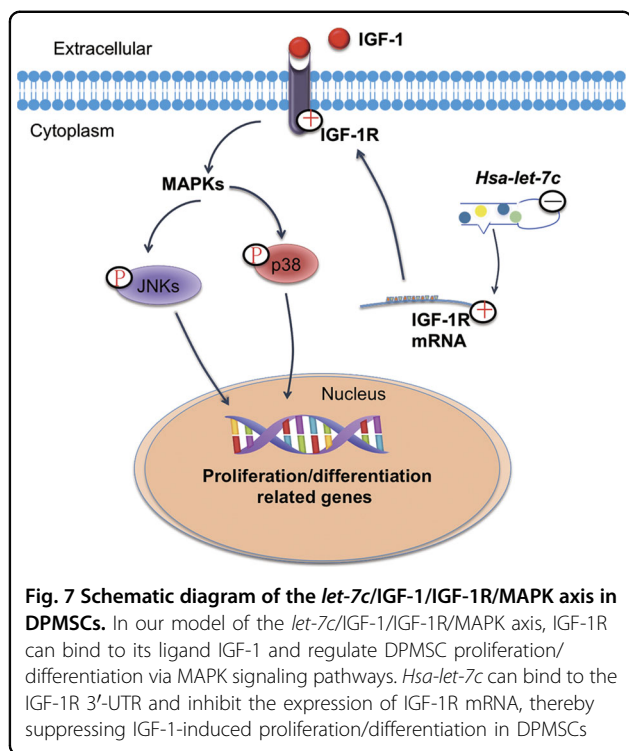 Extracellular
IGF-1
Cytoplasm
+
IGF-1R
MAPKs
Hsa-let-7c
−
P
JNKs
P
p38
+
IGF-1R
mRNA
Nucleus
Proliferation/differentiation
related genes
Fig. 7 Schematic diagram of the let-7c/IGF-1/IGF-1R/MAPK axis in
DPMSCs. In our model of the let-7c/IGF-1/IGF-1R/MAPK axis, IGF-1R
can bind to its ligand IGF-1 and regulate DPMSC proliferation/
differentiation via MAPK signaling pathways. Hsa-let-7c can bind to the
IGF-1R 3′-UTR and inhibit the expression of IGF-1R mRNA, thereby
suppressing IGF-1-induced proliferation/differentiation in DPMSCs